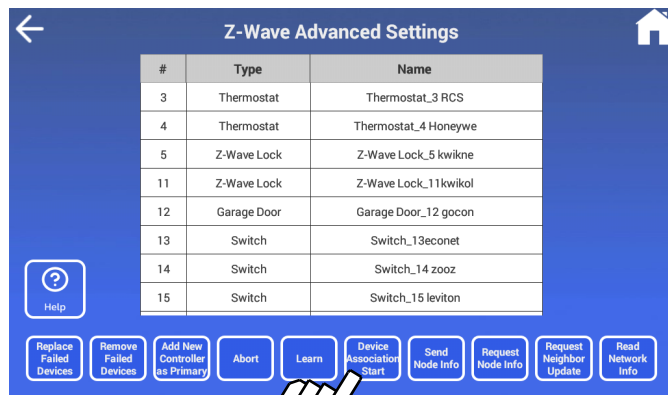 Z-Wave Advanced Settings
# Type Name
3 Thermostat Thermostat_3 RCS
4 Thermostat Thermostat_4 Honeywe
5 Z-Wave Lock Z-Wave Lock_5 kwikne
11 Z-Wave Lock Z-Wave Lock_11kwikol
12 Garage Door Garage Door_12 gocon
13 Switch Switch_13econet
14 Switch Switch_14 zooz
15 Switch Switch_15 leviton
Help
Replace
Failed
Devices
Remove
Failed
Devices
Add New
Controller
as Primary
Abort
Learn
Device
Association
Start
Send
Node Info
Request
Node Info
Request
Neighbor
Update
Read
Network
Info